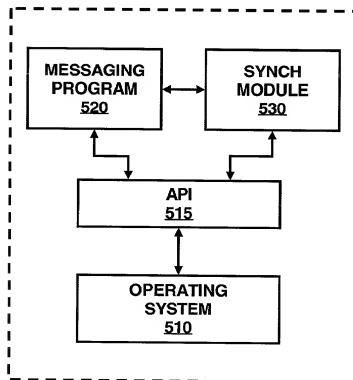 MESSAGING
PROGRAM
520
SYNCH
MODULE
530
API
515
OPERATING
SYSTEM
510